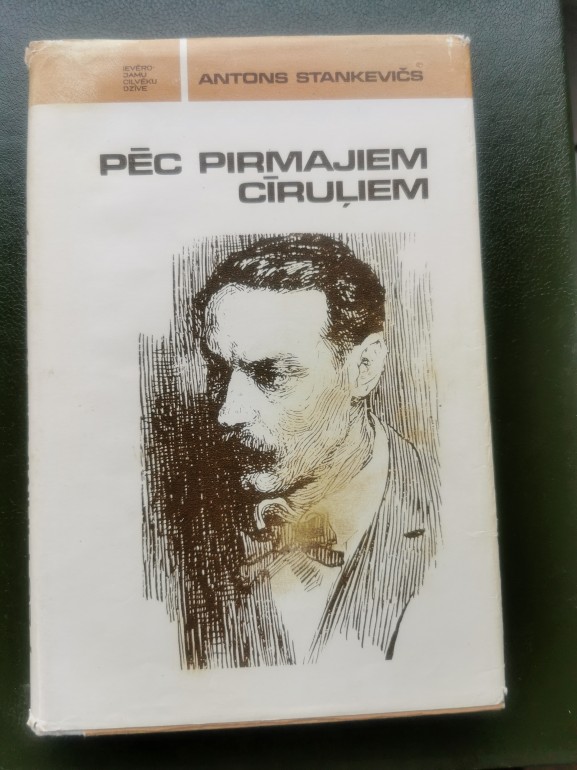 IEVĒRO-
JAMU
CILVĒKU
DZĪVE
ANTONS STANKEVIČS
PĒC PIRMAJIEM
CĪRUĻIEM